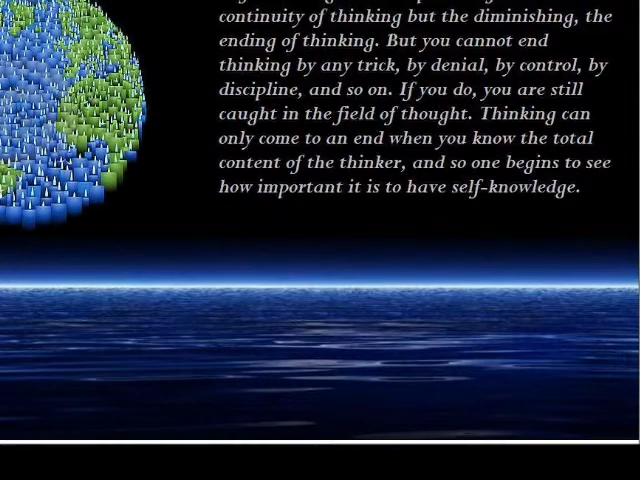 continuity of thinking but the diminishing, the
ending of thinking. But you cannot end
thinking by any trick, by denial, by control, by
discipline, and so on. If you do, you are still
caught in the field of thought. Thinking can
only come to an end when you know the total
content of the thinker, and so one begins to see
how important it is to have self-knowledge.